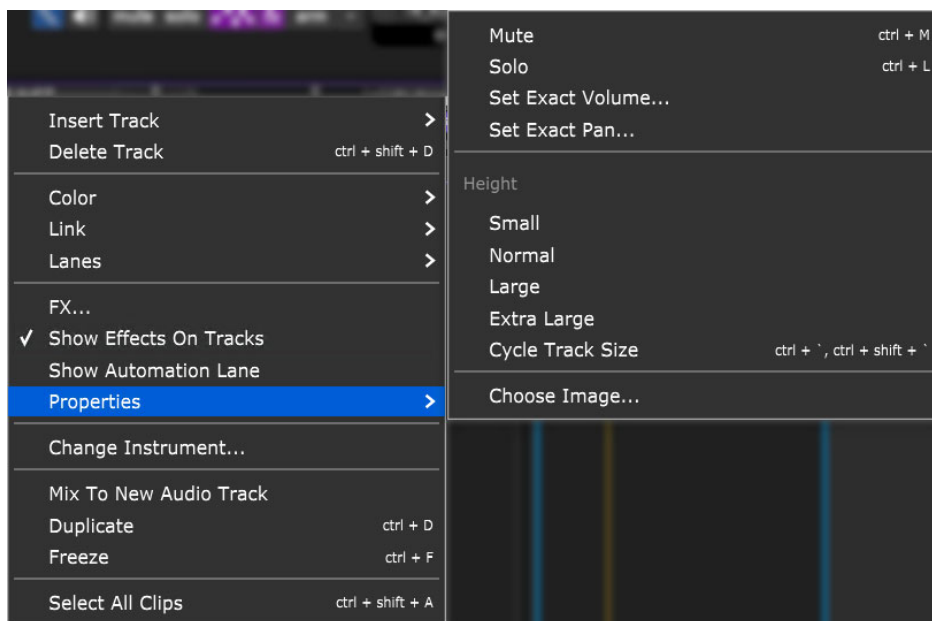 Insert Track
Delete Track ctrl + shift + D
Color
Link
Lanes
FX...
✓ Show Effects On Tracks
Show Automation Lane
Properties
Change Instrument...
Mix To New Audio Track
Duplicate ctrl + D
Freeze ctrl + F
Select All Clips ctrl + shift + A
Mute ctrl + M
Solo ctrl + L
Set Exact Volume...
Set Exact Pan...
Height
Small
Normal
Large
Extra Large
Cycle Track Size ctrl + `, ctrl + shift + `
Choose Image...